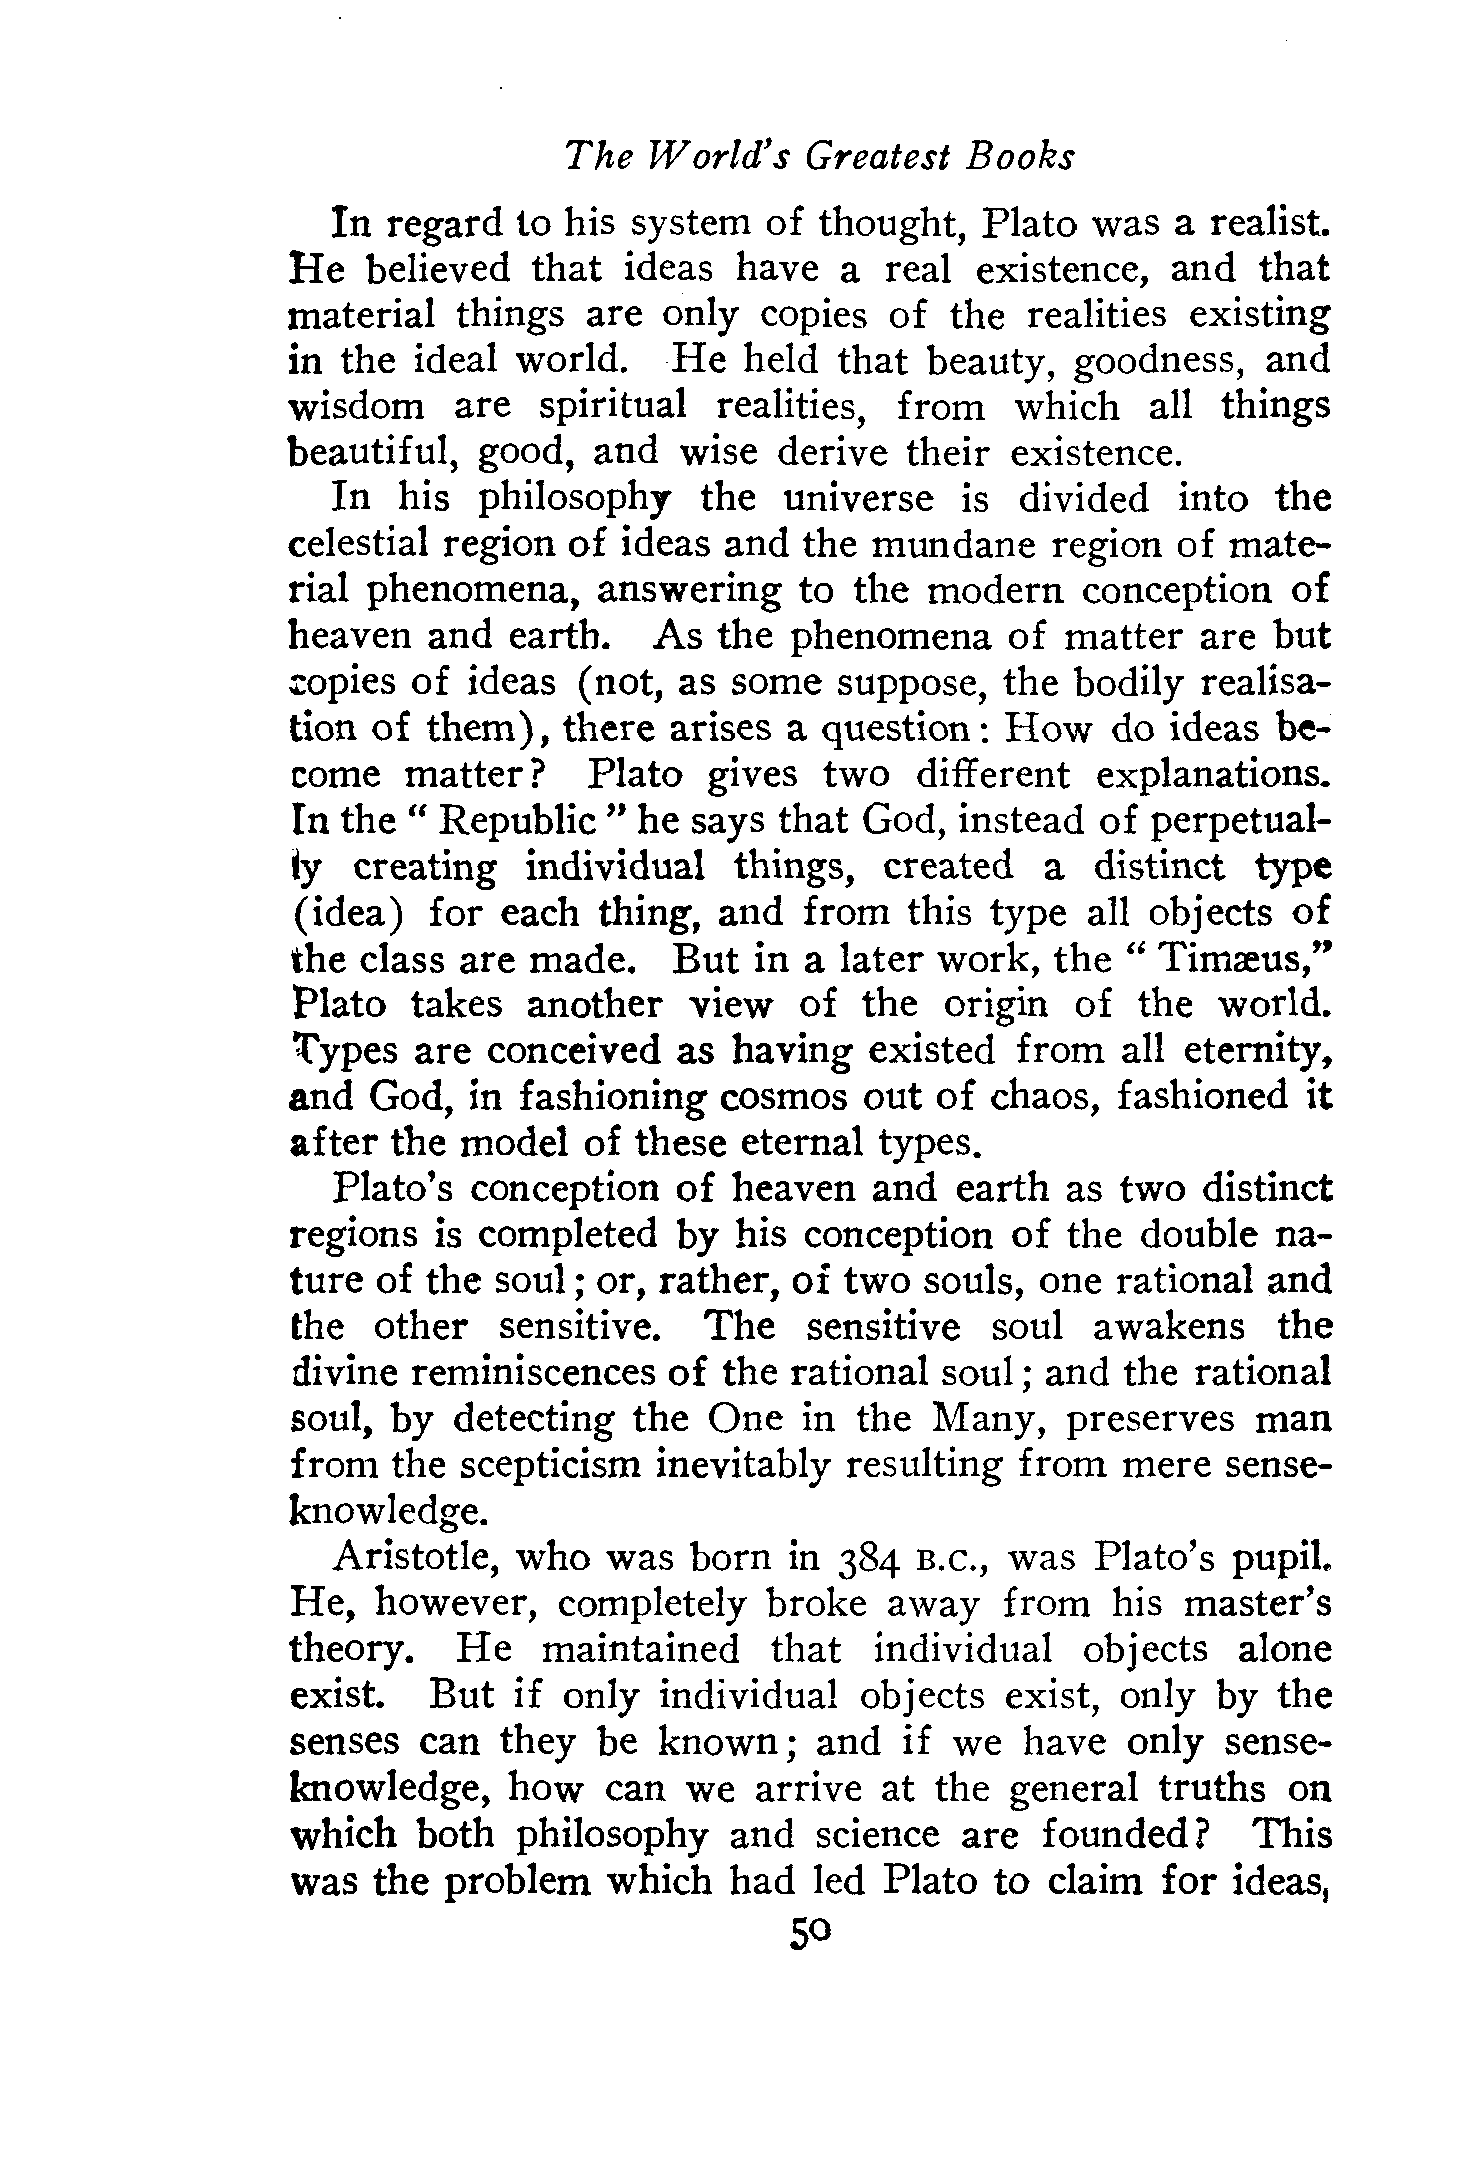 The World's Greatest Books
In regard to his system of thought, Plato was a realist.
He believed that ideas have a real existence, and that
material things are only copies of the realities existing
in the ideal world. He held that beauty, goodness, and
wisdom are spiritual realities, from which all things
beautiful, good, and wise derive their existence.
In his philosophy the universe is divided into the
celestial region of ideas and the mundane region of mate-
rial phenomena, answering to the modern conception of
heaven and earth. As the phenomena of matter are but
copies of ideas (not, as some suppose, the bodily realisa-
tion of them), there arises a question: How do ideas be-
come matter? Plato gives two different explanations.
In the " Republic " he says that God, instead of perpetual-
ly creating individual things, created a distinct type
(idea) for each thing, and from this type all objects of
the class are made. But in a later work, the " Timæus,"
Plato takes another view of the origin of the world.
Types are conceived as having existed from all eternity,
and God, in fashioning cosmos out of chaos, fashioned it
after the model of these eternal types.
Plato's conception of heaven and earth as two distinct
regions is completed by his conception of the double na-
ture of the soul; or, rather, of two souls, one rational and
the other sensitive. The sensitive soul awakens the
divine reminiscences of the rational soul; and the rational
soul, by detecting the One in the Many, preserves man
from the scepticism inevitably resulting from mere sense-
knowledge.
Aristotle, who was born in 384 B.C., was Plato's pupil.
He, however, completely broke away from his master's
theory. He maintained that individual objects alone
exist. But if only individual objects exist, only by the
senses can they be known; and if we have only sense-
knowledge, how can we arrive at the general truths on
which both philosophy and science are founded? This
was the problem which had led Plato to claim for ideas,
50